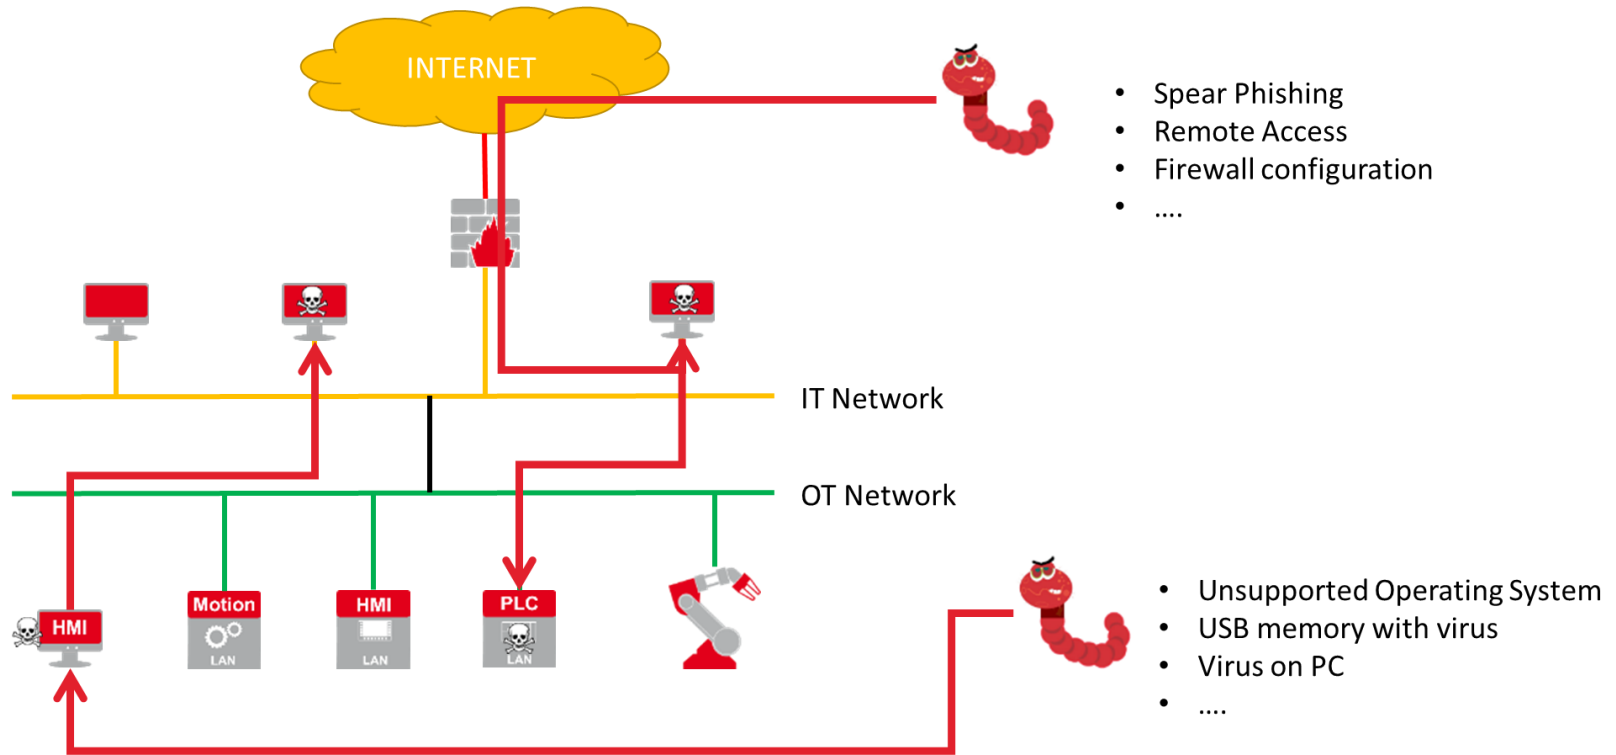 INTERNET
• Spear Phishing
• Remote Access
• Firewall configuration
• ....
IT Network
OT Network
HMI
Motion
LAN
HMI
LAN
PLC
LAN
• Unsupported Operating System
• USB memory with virus
• Virus on PC
• ....